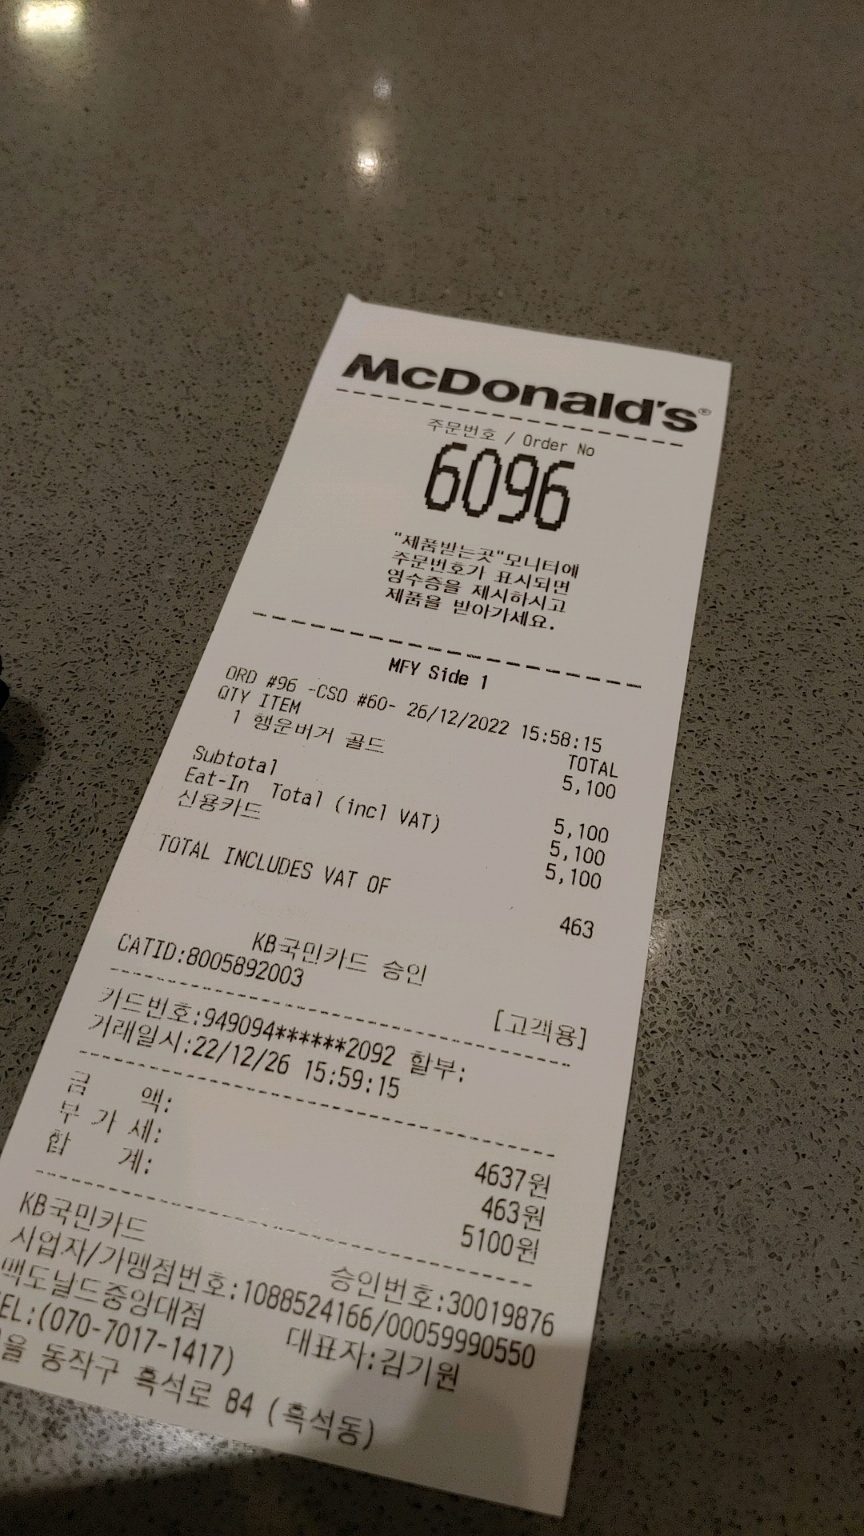 McDonald's®
주문번호 / Order No
6096
"제품받는곳"모니터에
주문번호가 표시되면
영수증을 제시하시고
제품을 받아가세요.
MFY Side 1
ORD #96 -CSO #60- 26/12/2022 15:58:15
QTY ITEM TOTAL
1 행운버거 골드 5,100
Subtotal 5,100
Eat-In Total (incl VAT) 5,100
신용카드 5,100
TOTAL INCLUDES VAT OF 463
KB국민카드 승인
CATID:8005892003 [고객용]
카드번호:949094******2092 할부:
거래일시:22/12/26 15:59:15
금 액: 4637원
부 가 세: 463원
합 계: 5100원
KB국민카드 승인번호:30019876
사업자/가맹점번호:1088524166/00059990550
맥도날드중앙대점 대표자:김기원
EL:(070-7017-1417)
울 동작구 흑석로 84 (흑석동)